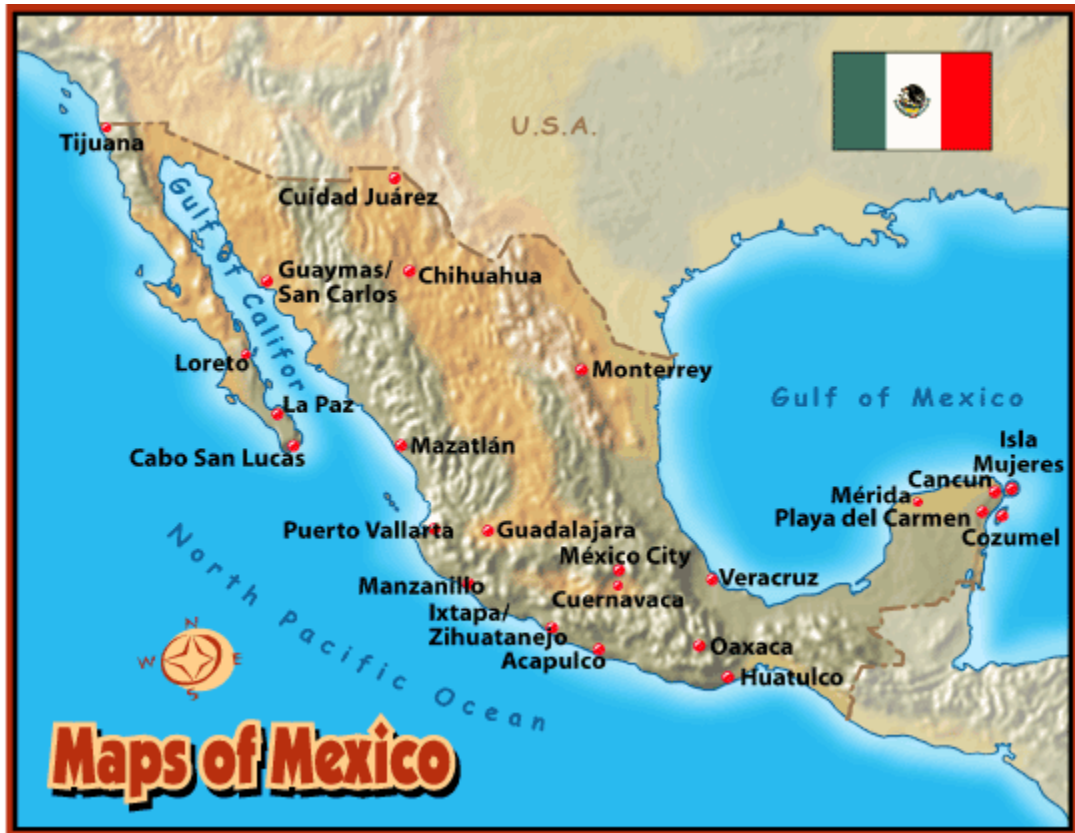 U.S.A.
Tijuana
Cuidad Juárez
Gulf of Californ
Guaymas/
San Carlos
Chihuahua
Loreto
Monterrey
La Paz
Gulf of Mexico
Cabo San Lucas
Mazatlán
Isla
Mujeres
Cancun
Mérida
Playa del Carmen
Cozumel
Puerto Vallarta
Guadalajara
México City
Manzanillo
Cuernavaca
Veracruz
Ixtapa/
Zihuatanejo
Acapulco
Oaxaca
Huatulco
North Pacific Ocean
N
W
E
S
Maps of Mexico